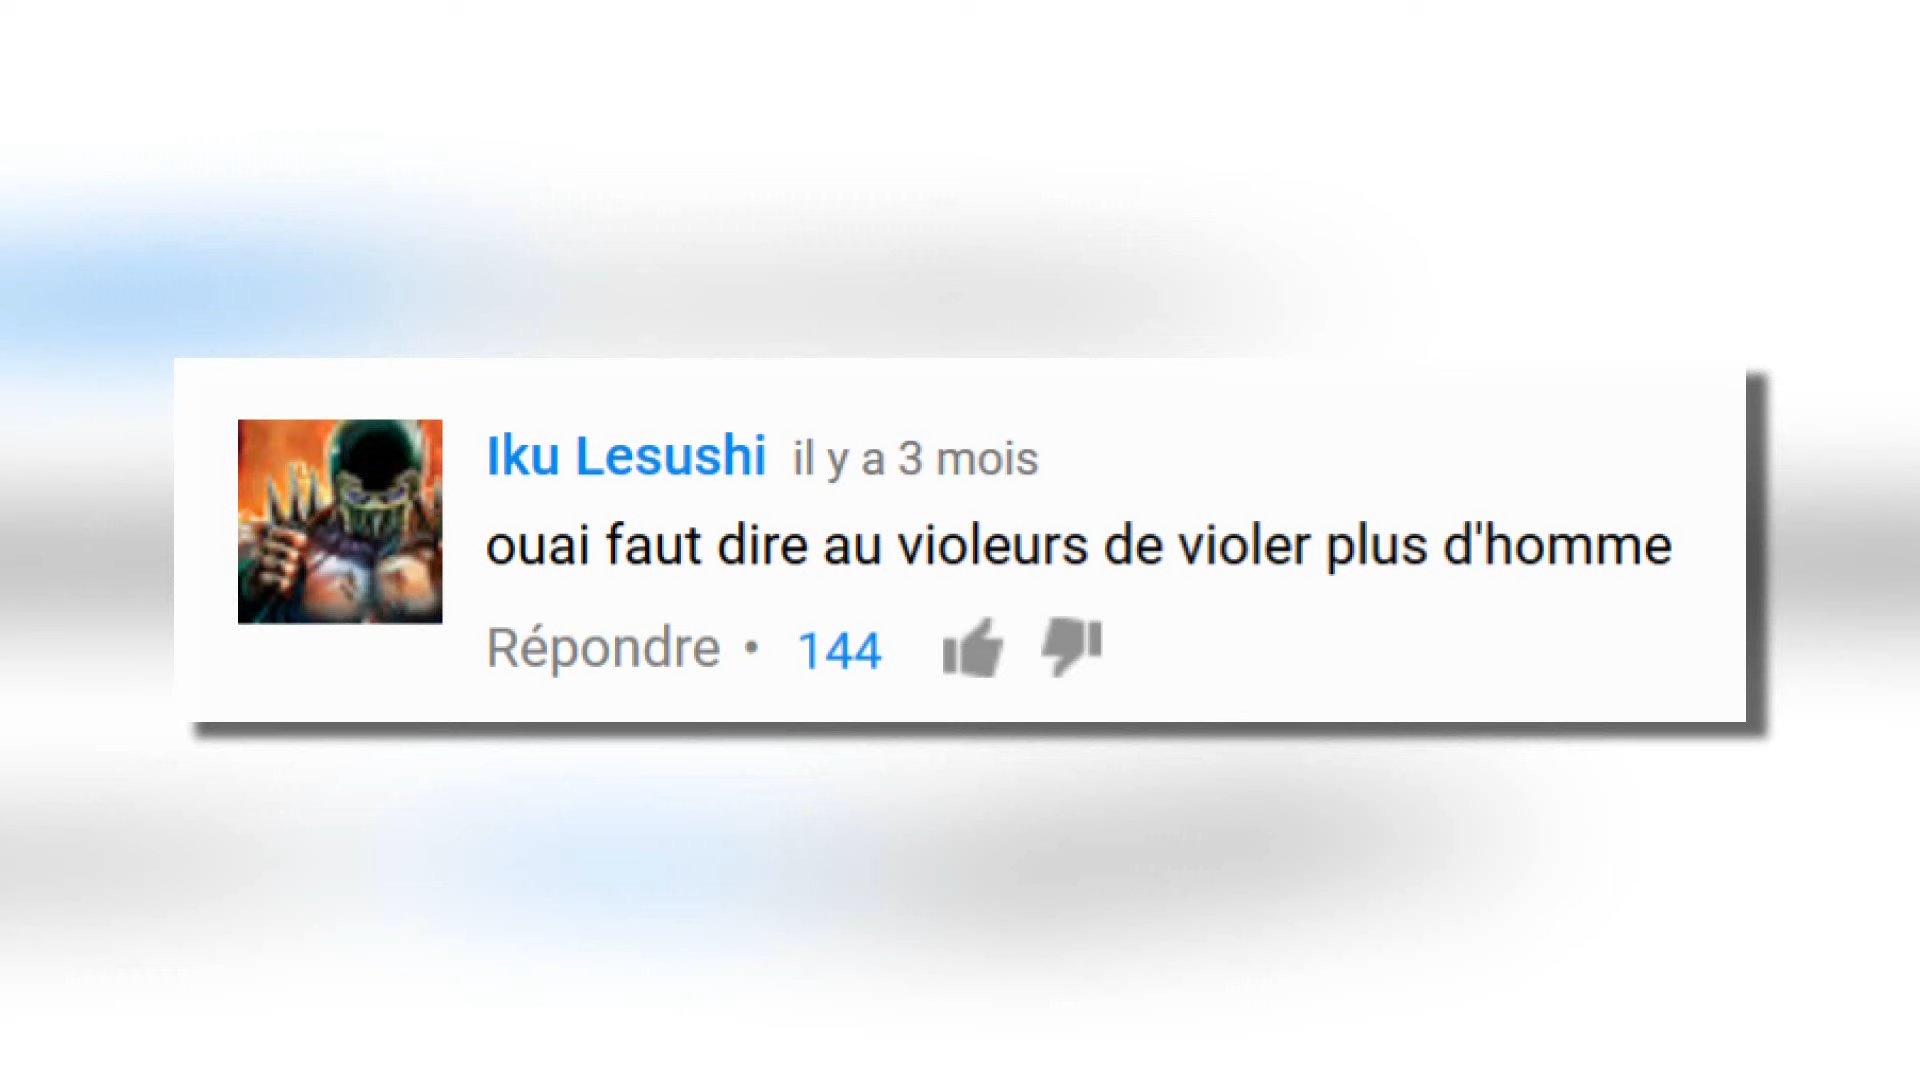 Iku Lesushi il y a 3 mois
ouai faut dire au violeurs de violer plus d'homme
Répondre • 144